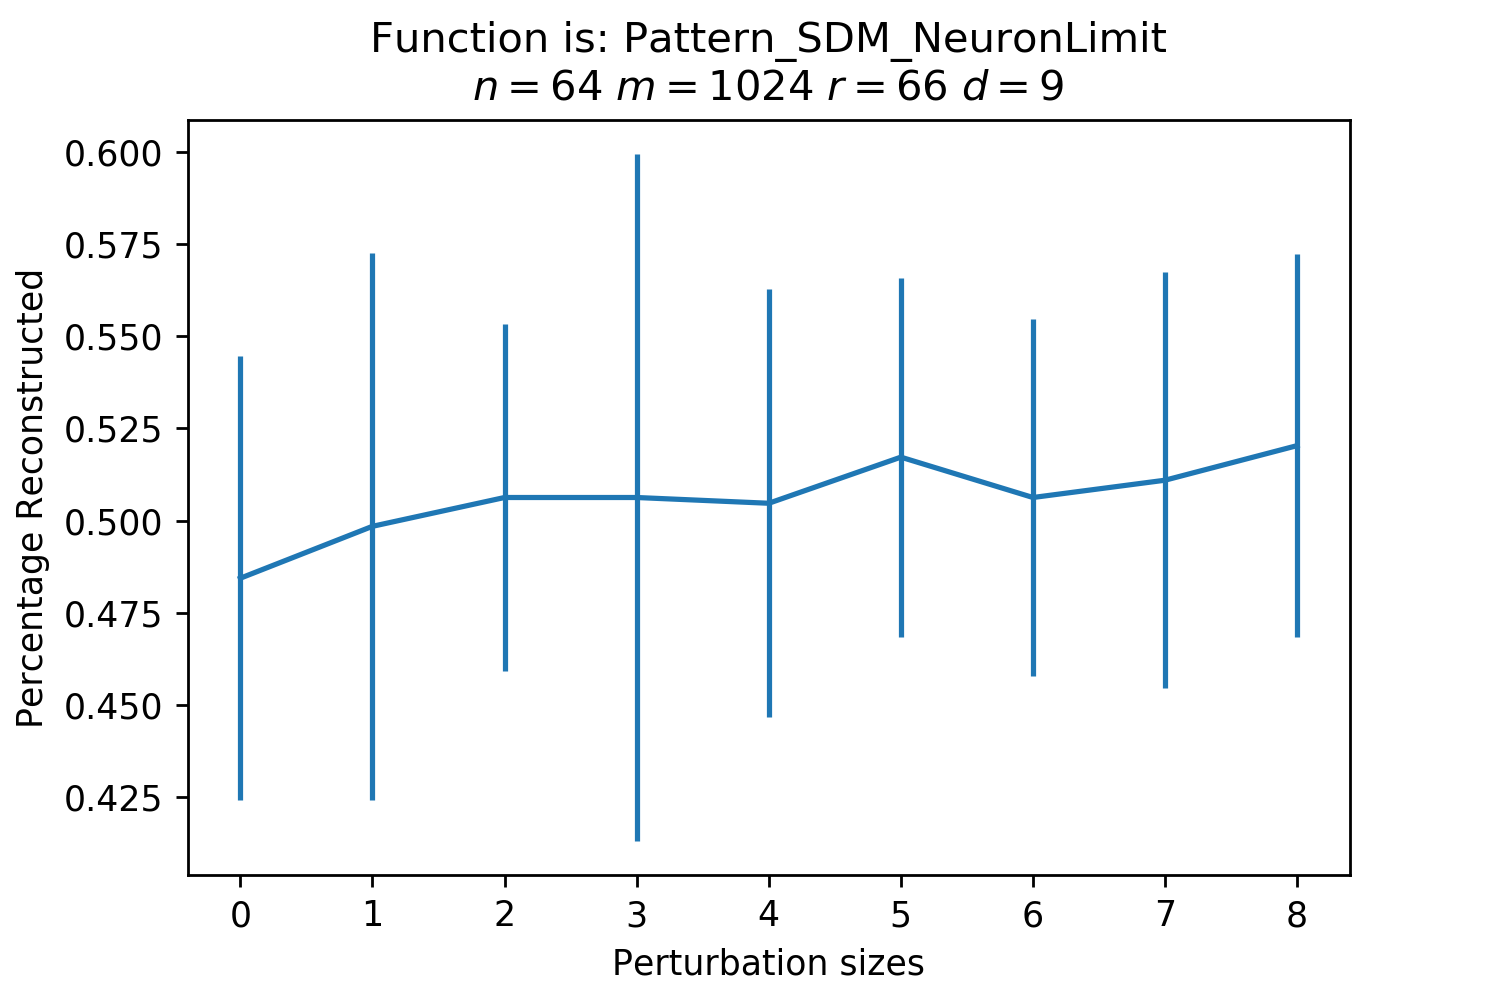 Function is: Pattern_SDM_NeuronLimit
n = 64 m = 1024 r = 66 d = 9
Percentage Reconstructed
0.600
0.575
0.550
0.525
0.500
0.475
0.450
0.425
0 1 2 3 4 5 6 7 8
Perturbation sizes